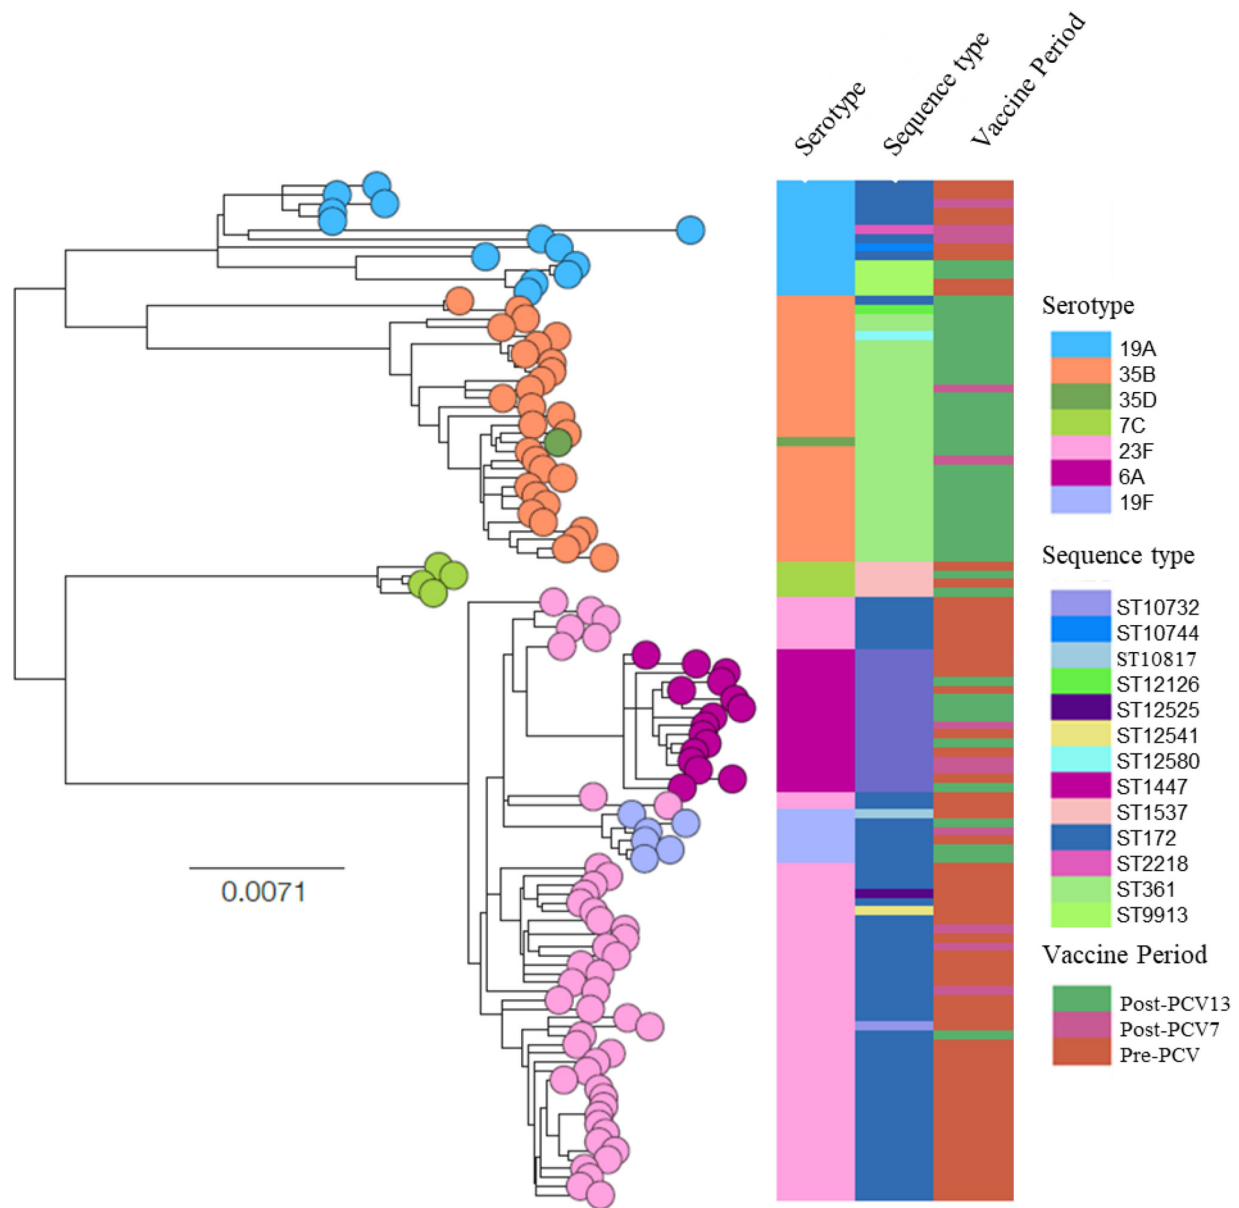 Serotype
Sequence type
Vaccine Period
Serotype
19A
35B
35D
7C
23F
6A
19F
Sequence type
ST10732
ST10744
ST10817
ST12126
ST12525
ST12541
ST12580
ST1447
ST1537
ST172
ST2218
ST361
ST9913
Vaccine Period
Post-PCV13
Post-PCV7
Pre-PCV
0.0071